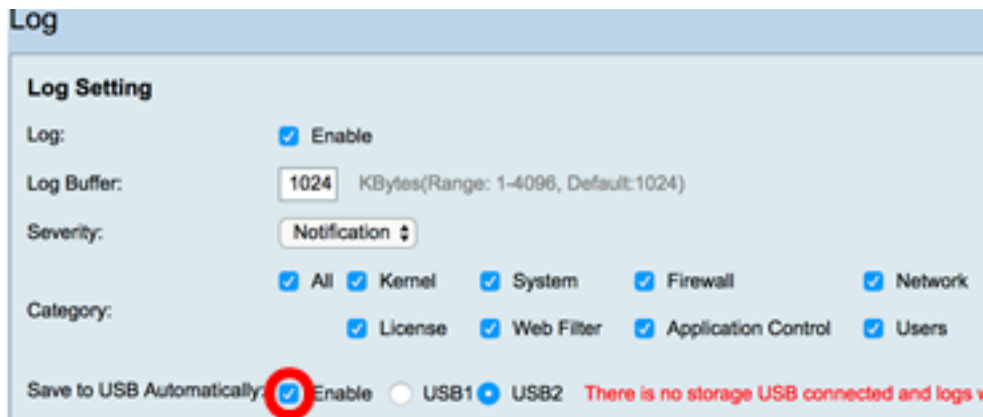 Log
Log Setting
Log: Enable
Log Buffer: 1024 KBytes(Range: 1-4096, Default:1024)
Severity: Notification
All Kernel System Firewall Network
Category:
License Web Filter Application Control Users
Save to USB Automatically: Enable USB1 USB2 There is no storage USB connected and logs